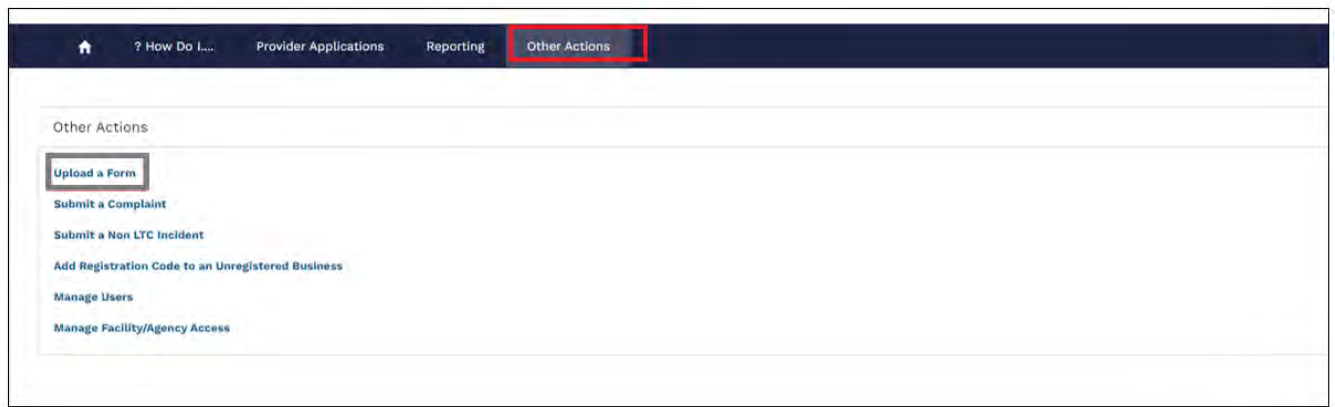 ? How Do I.... Provider Applications Reporting Other Actions
Other Actions
Upload a Form
Submit a Complaint
Submit a Non LTC Incident
Add Registration Code to an Unregistered Business
Manage Users
Manage Facility/Agency Access